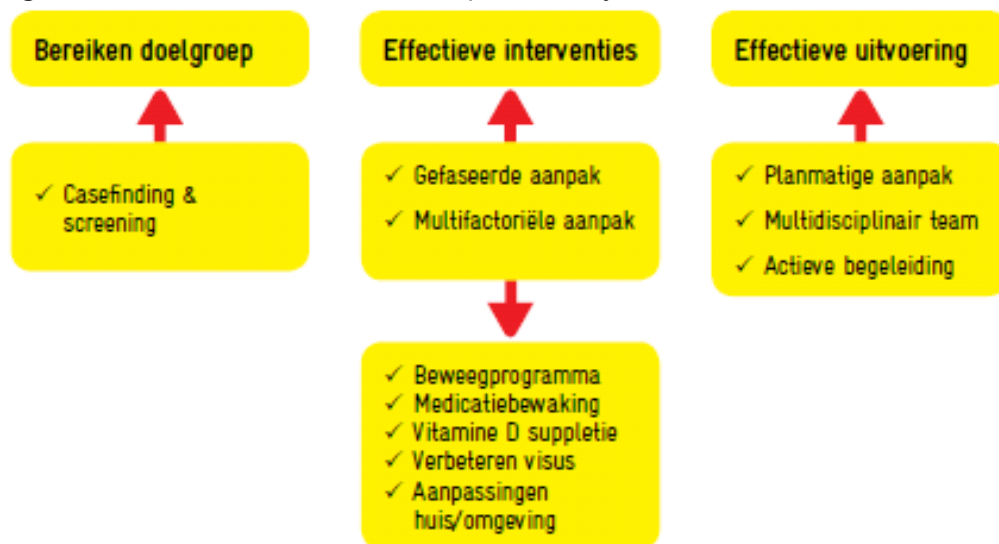 Bereiken doelgroep
✓ Casefinding &
screening
Effectieve interventies
✓ Gefaseerde aanpak
✓ Multifactoriële aanpak
✓ Beweegprogramma
✓ Medicatiebewaking
✓ Vitamine D suppletie
✓ Verbeteren visus
✓ Aanpassingen
huis/omgeving
Effectieve uitvoering
✓ Planmatige aanpak
✓ Multidisciplinair team
✓ Actieve begeleiding